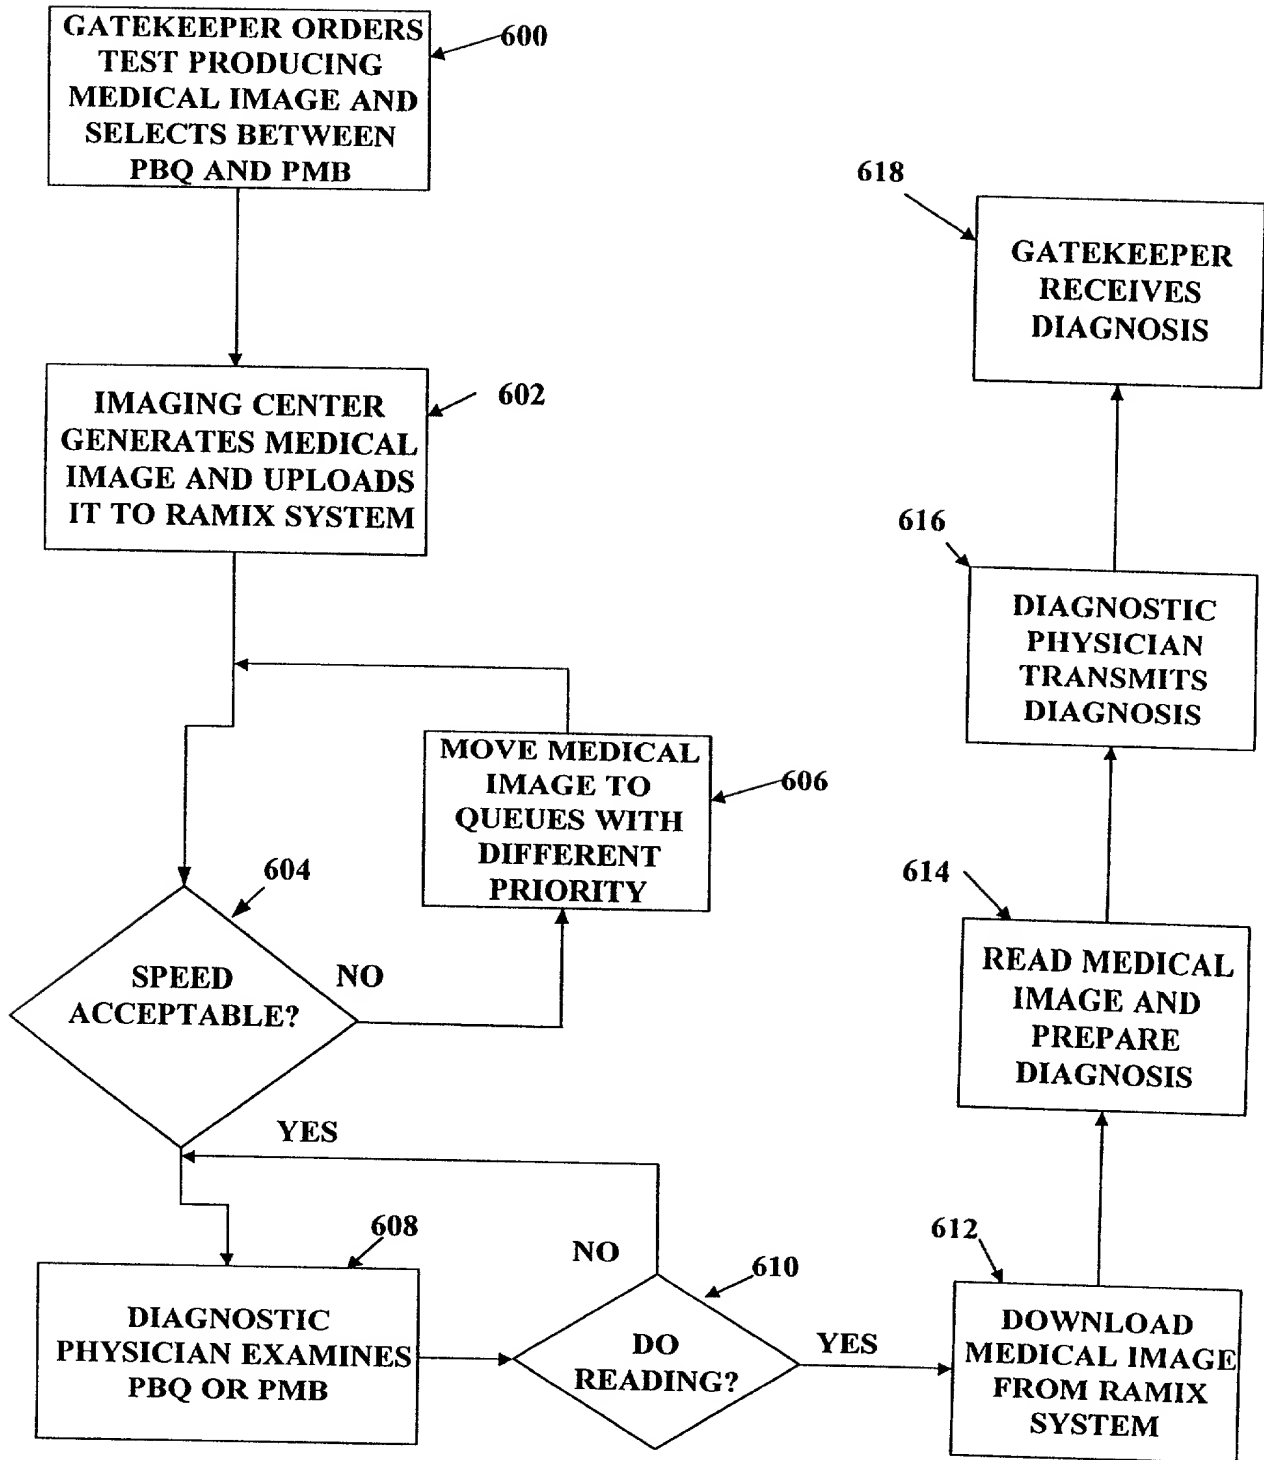 GATEKEEPER ORDERS
TEST PRODUCING
MEDICAL IMAGE AND
SELECTS BETWEEN
PBQ AND PMB
600
IMAGING CENTER
GENERATES MEDICAL
IMAGE AND UPLOADS
IT TO RAMIX SYSTEM
602
MOVE MEDICAL
IMAGE TO
QUEUES WITH
DIFFERENT
PRIORITY
606
604
SPEED
ACCEPTABLE?
NO
YES
608
DIAGNOSTIC
PHYSICIAN EXAMINES
PBQ OR PMB
NO
610
DO
READING?
YES
612
DOWNLOAD
MEDICAL IMAGE
FROM RAMIX
SYSTEM
614
READ MEDICAL
IMAGE AND
PREPARE
DIAGNOSIS
616
DIAGNOSTIC
PHYSICIAN
TRANSMITS
DIAGNOSIS
618
GATEKEEPER
RECEIVES
DIAGNOSIS